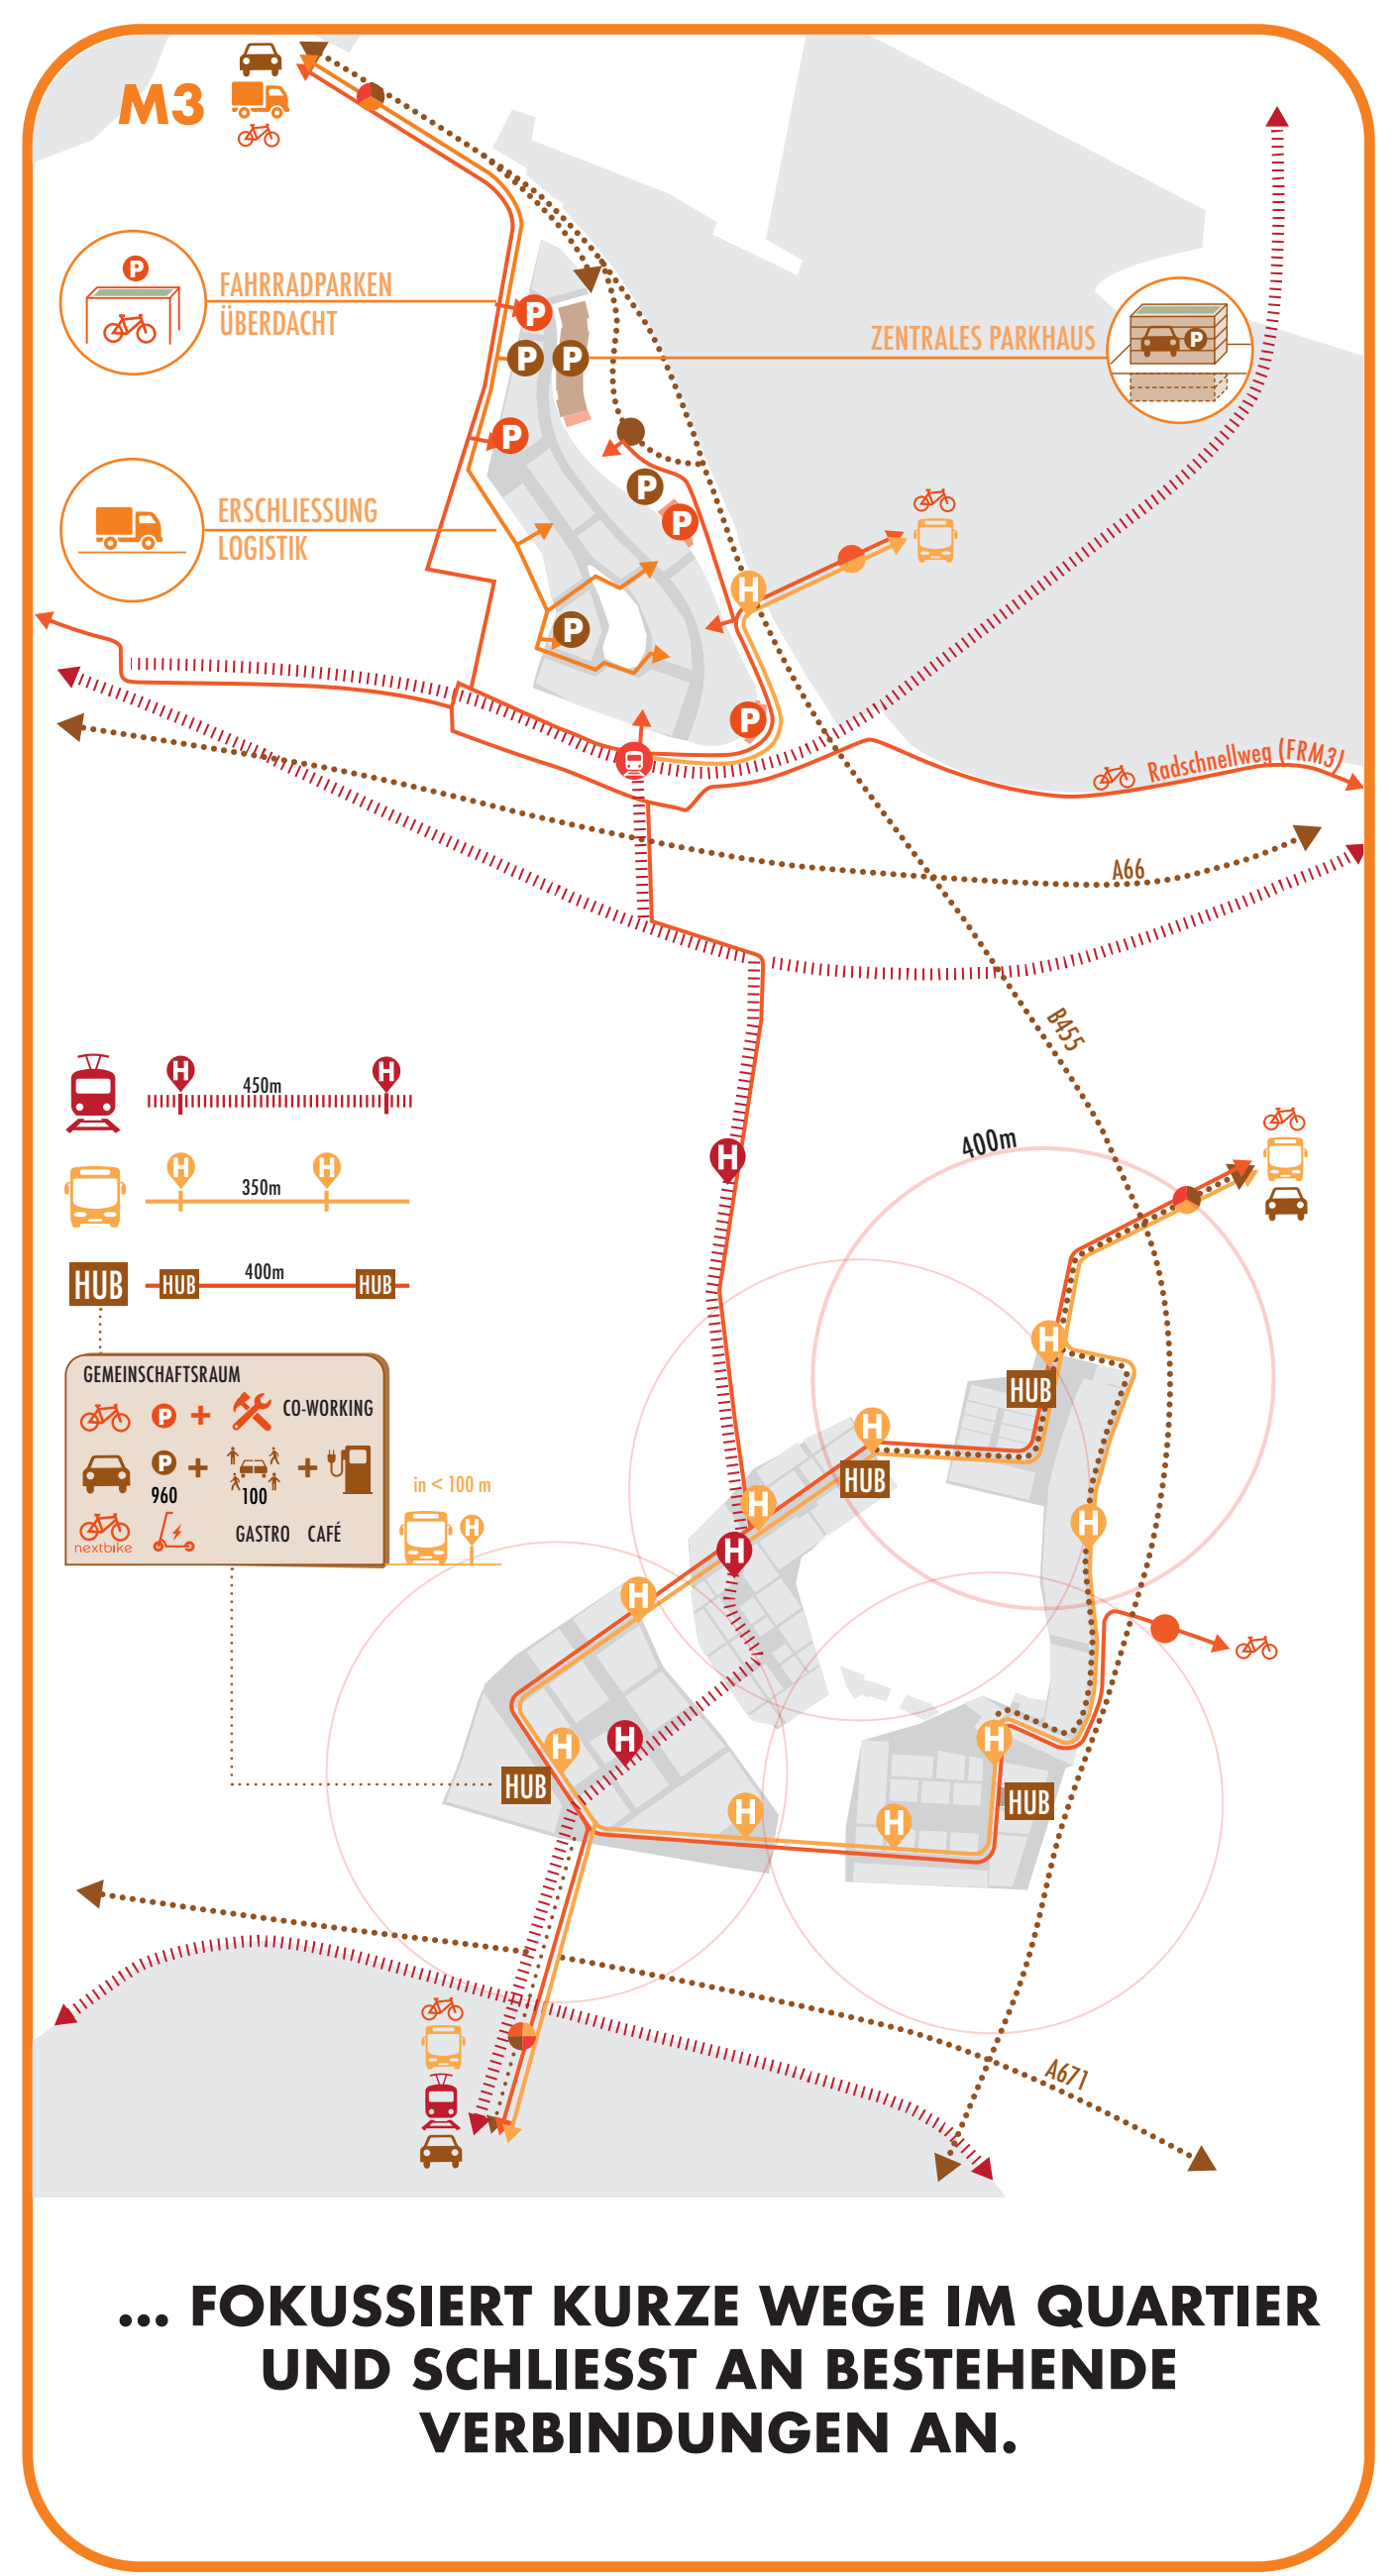 M3
P
FAHRRADPARKEN
ÜBERDACHT
P
P
P
ZENTRALES PARKHAUS
P
P
P
P
ERSCHLIESSUNG
LOGISTIK
H
P
P
Radschnellweg (FRM3)
A66
B455
H
450m
H
H
350m
H
HUB
HUB
400m
HUB
H
400m
GEMEINSCHAFTSRAUM
P
+
CO-WORKING
P
+
+
960
100
nextbike
GASTRO CAFÉ
in < 100 m
H
H
HUB
H
HUB
H
H
H
H
H
H
HUB
H
HUB
H
H
A671
... FOKUSSIERT KURZE WEGE IM QUARTIER
UND SCHLIESST AN BESTEHENDE
VERBINDUNGEN AN.